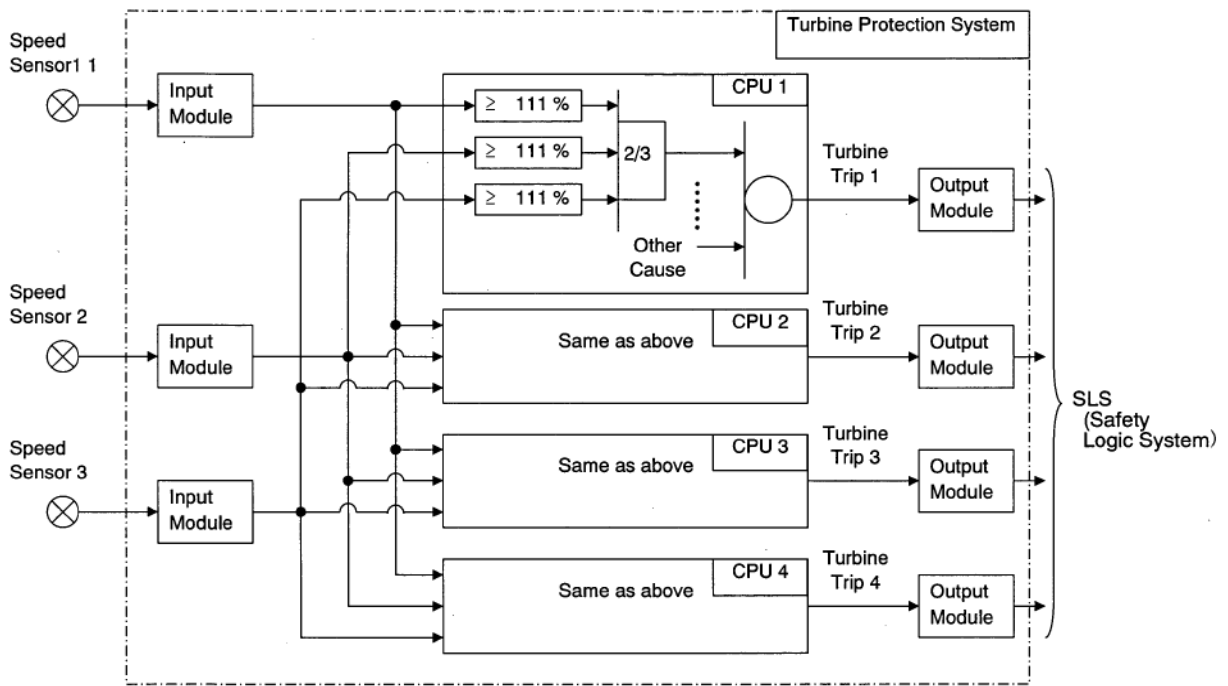 Turbine Protection System
Speed
Sensor1 1
Input
Module
CPU 1
≥ 111 %
≥ 111 %
≥ 111 %
2/3
Other
Cause
Turbine
Trip 1
Output
Module
Speed
Sensor 2
Input
Module
CPU 2
Same as above
Turbine
Trip 2
Output
Module
SLS
(Safety
Logic System)
Speed
Sensor 3
Input
Module
CPU 3
Same as above
Turbine
Trip 3
Output
Module
CPU 4
Same as above
Turbine
Trip 4
Output
Module